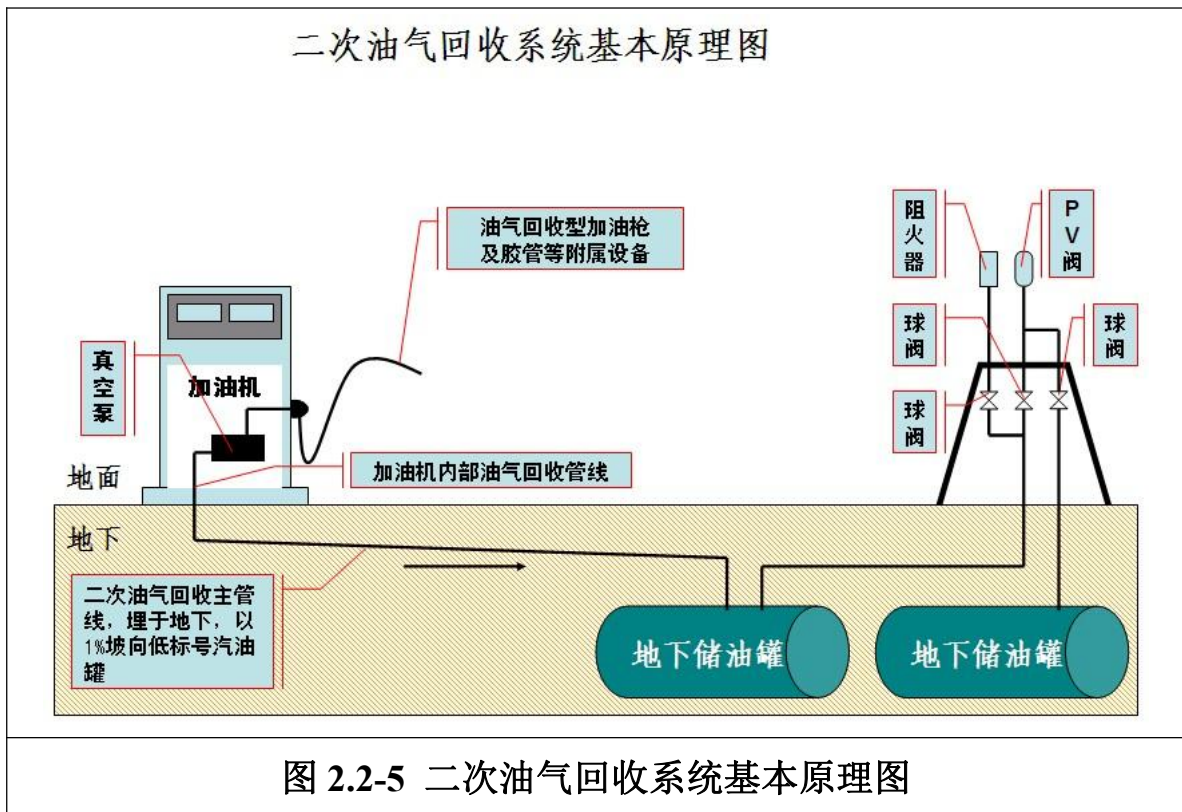 二次油气回收系统基本原理图
油气回收型加油枪
及胶管等附属设备
阻火器
PV阀
真空泵
加油机
球阀
球阀
球阀
加油机内部油气回收管线
地面
地下
二次油气回收主管
线，埋于地下，以
1%坡向低标号汽油
罐
地下储油罐
地下储油罐
图 2.2-5 二次油气回收系统基本原理图